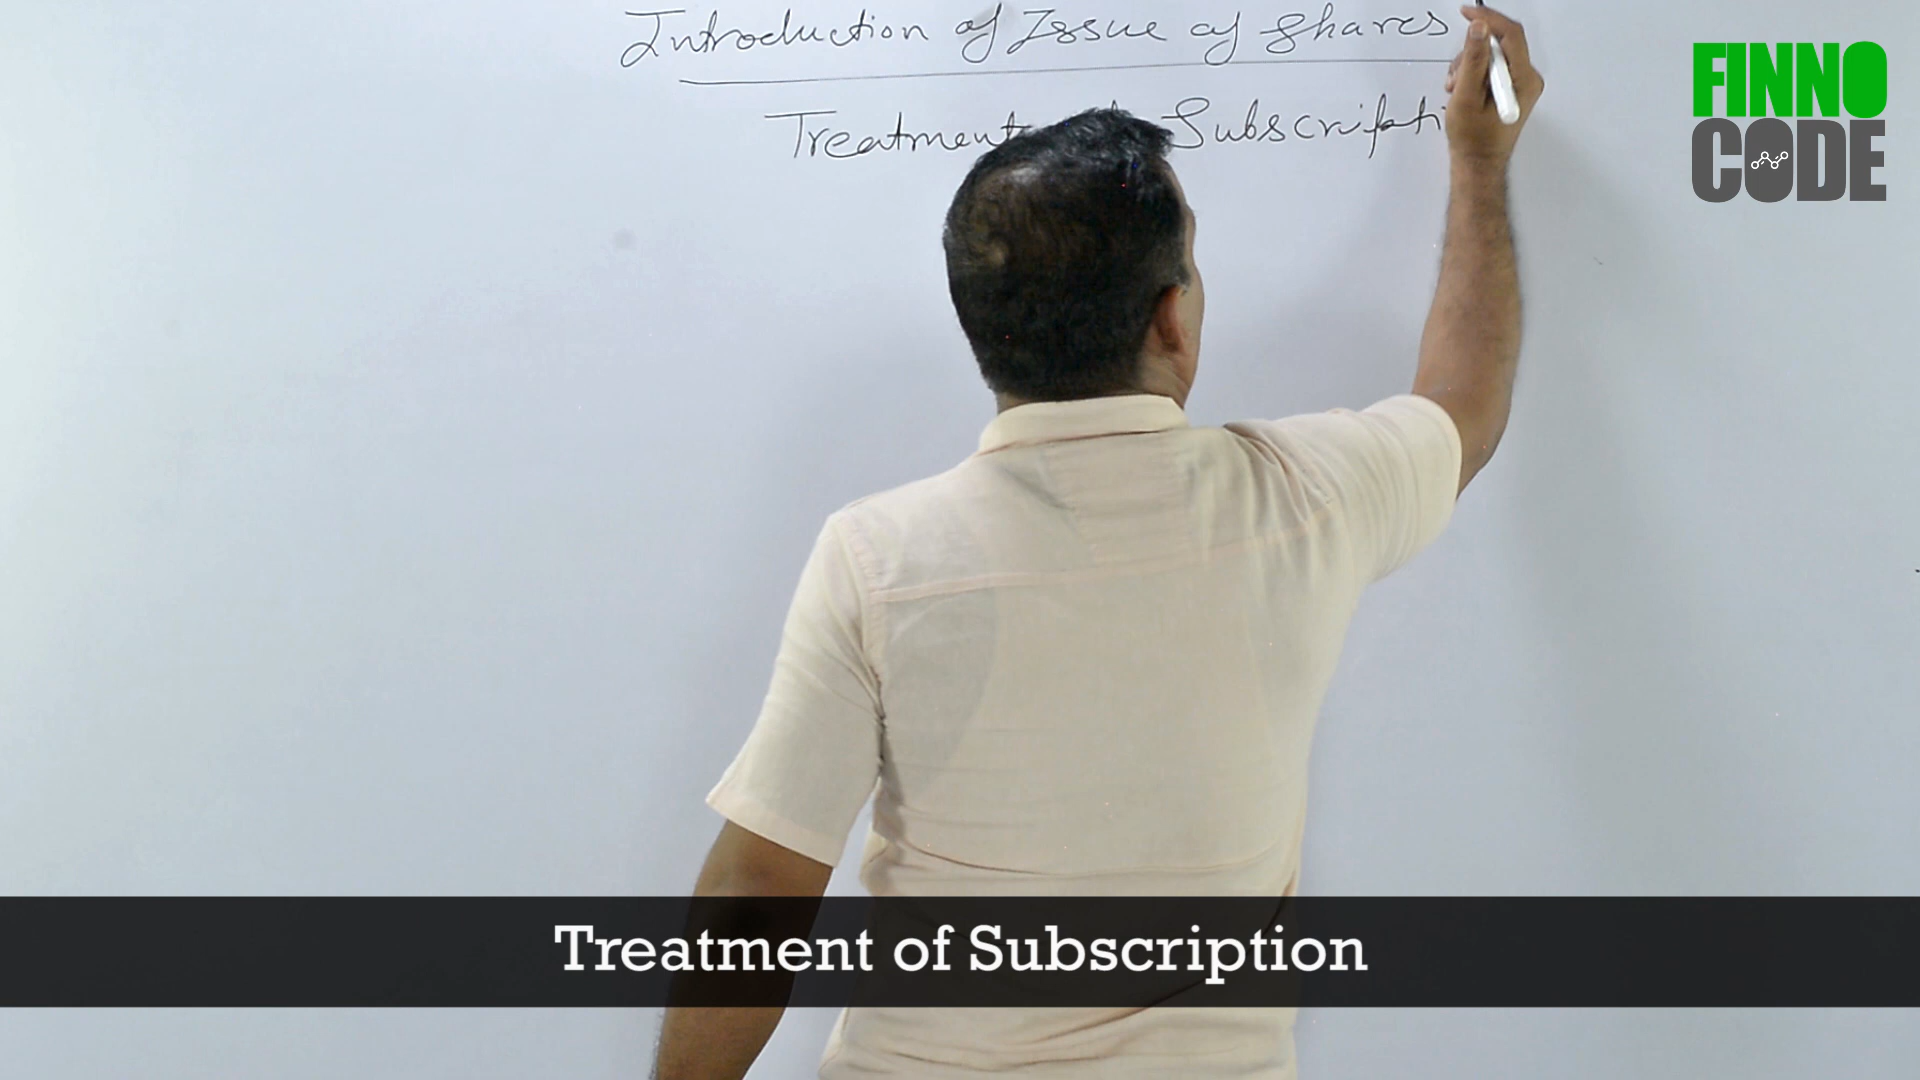 Introduction of Issue of Shares
Treatment Subscripti
FINNO
CODE
Treatment of Subscription